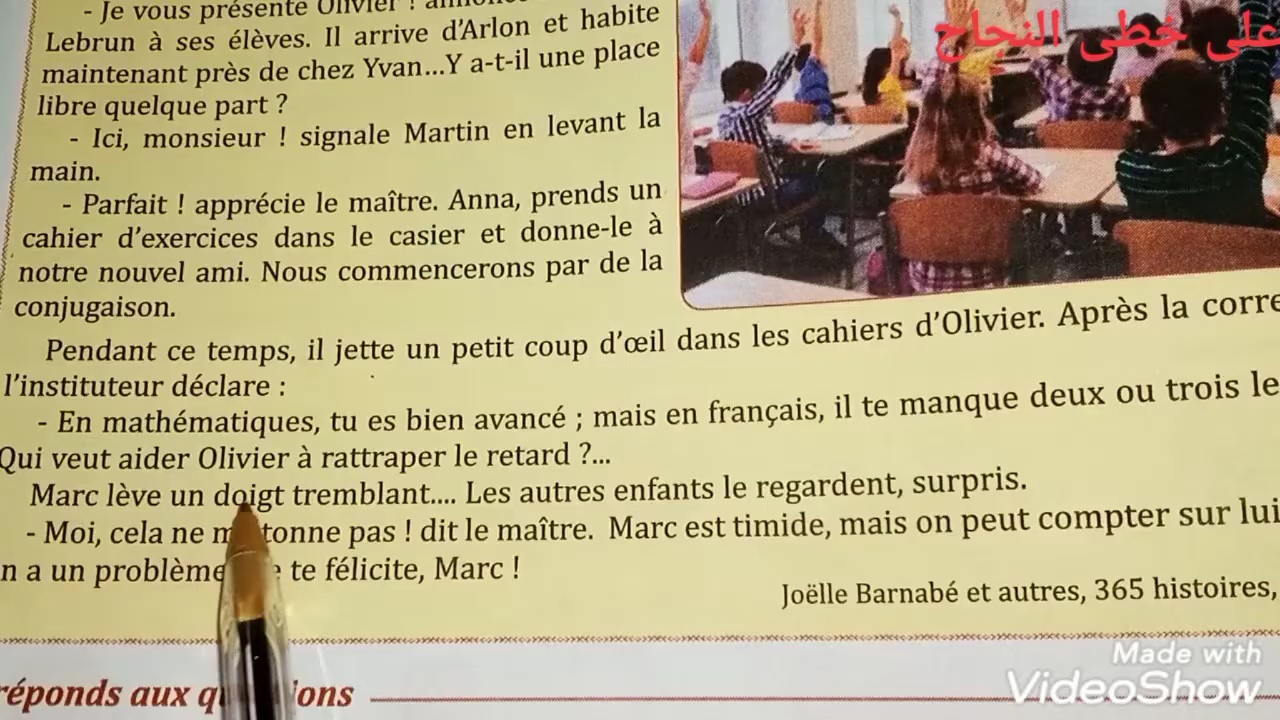 - Je vous présente Olivier !
Lebrun à ses élèves. Il arrive d'Arlon et habite
maintenant près de chez Yvan...Y a-t-il une place
libre quelque part ?
- Ici, monsieur ! signale Martin en levant la
main.
- Parfait ! apprécie le maître. Anna, prends un
cahier d'exercices dans le casier et donne-le à
notre nouvel ami. Nous commencerons par de la
conjugaison.
Pendant ce temps, il jette un petit coup d'œil dans les cahiers d'Olivier. Après la corre
l'instituteur déclare :
- En mathématiques, tu es bien avancé ; mais en français, il te manque deux ou trois le
Qui veut aider Olivier à rattraper le retard ?...
Marc lève un doigt tremblant.... Les autres enfants le regardent, surpris.
- Moi, cela ne m tonne pas ! dit le maître. Marc est timide, mais on peut compter sur lui
n a un problème te félicite, Marc !
Joëlle Barnabé et autres, 365 histoires,
réponds aux qu ions
على خطى النجاح
Made with
VideoShow